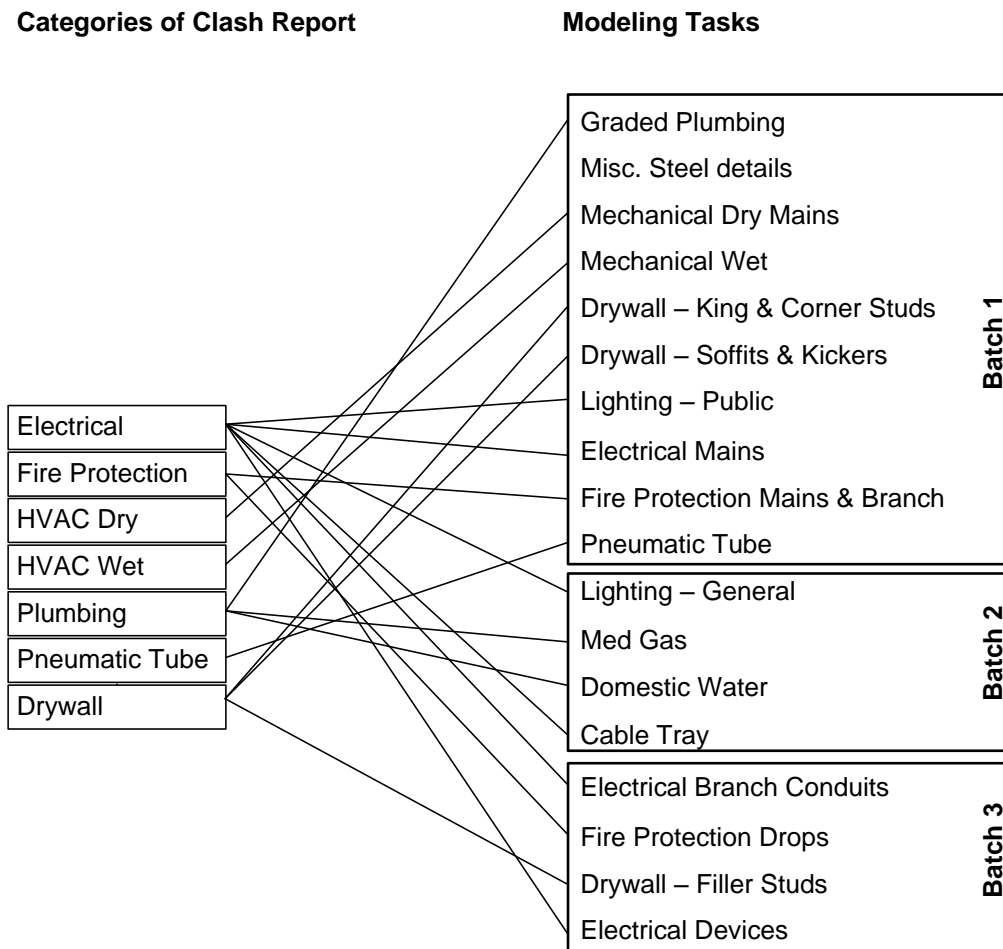 Categories of Clash Report
Modeling Tasks
Electrical
Fire Protection
HVAC Dry
HVAC Wet
Plumbing
Pneumatic Tube
Drywall
Graded Plumbing
Misc. Steel details
Mechanical Dry Mains
Mechanical Wet
Drywall – King & Corner Studs
Drywall – Soffits & Kickers
Lighting – Public
Electrical Mains
Fire Protection Mains & Branch
Pneumatic Tube
Batch 1
Lighting – General
Med Gas
Domestic Water
Cable Tray
Batch 2
Electrical Branch Conduits
Fire Protection Drops
Drywall – Filler Studs
Electrical Devices
Batch 3